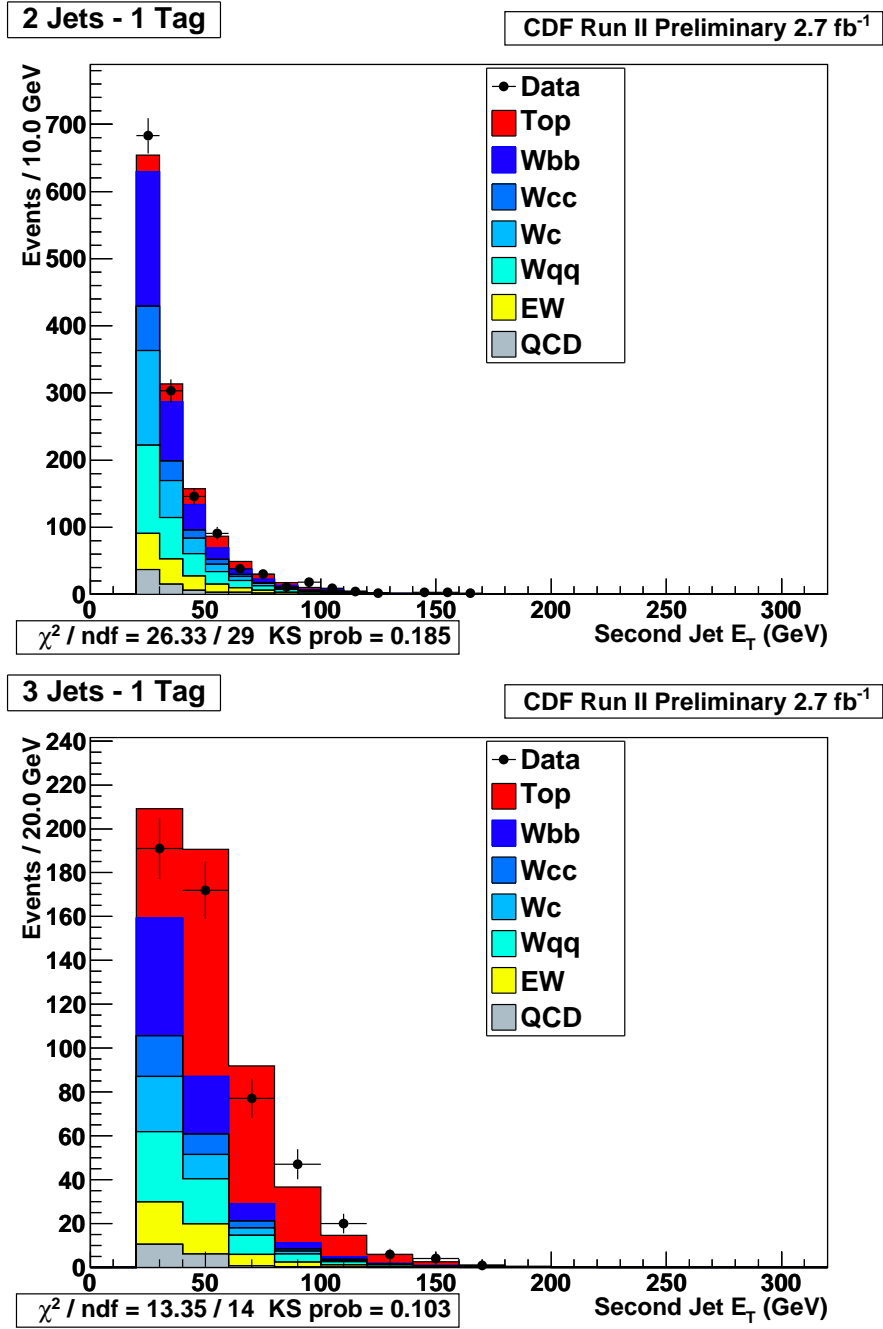 2 Jets - 1 Tag
CDF Run II Preliminary 2.7 fb⁻¹
Events / 10.0 GeV
700
600
500
400
300
200
100
0
Data
Top
Wbb
Wcc
Wc
Wqq
EW
QCD
0 50 100 150 200 250 300
χ² / ndf = 26.33 / 29 KS prob = 0.185
Second Jet E_T (GeV)
3 Jets - 1 Tag
CDF Run II Preliminary 2.7 fb⁻¹
Events / 20.0 GeV
240
220
200
180
160
140
120
100
80
60
40
20
0
Data
Top
Wbb
Wcc
Wc
Wqq
EW
QCD
0 50 100 150 200 250 300
χ² / ndf = 13.35 / 14 KS prob = 0.103
Second Jet E_T (GeV)